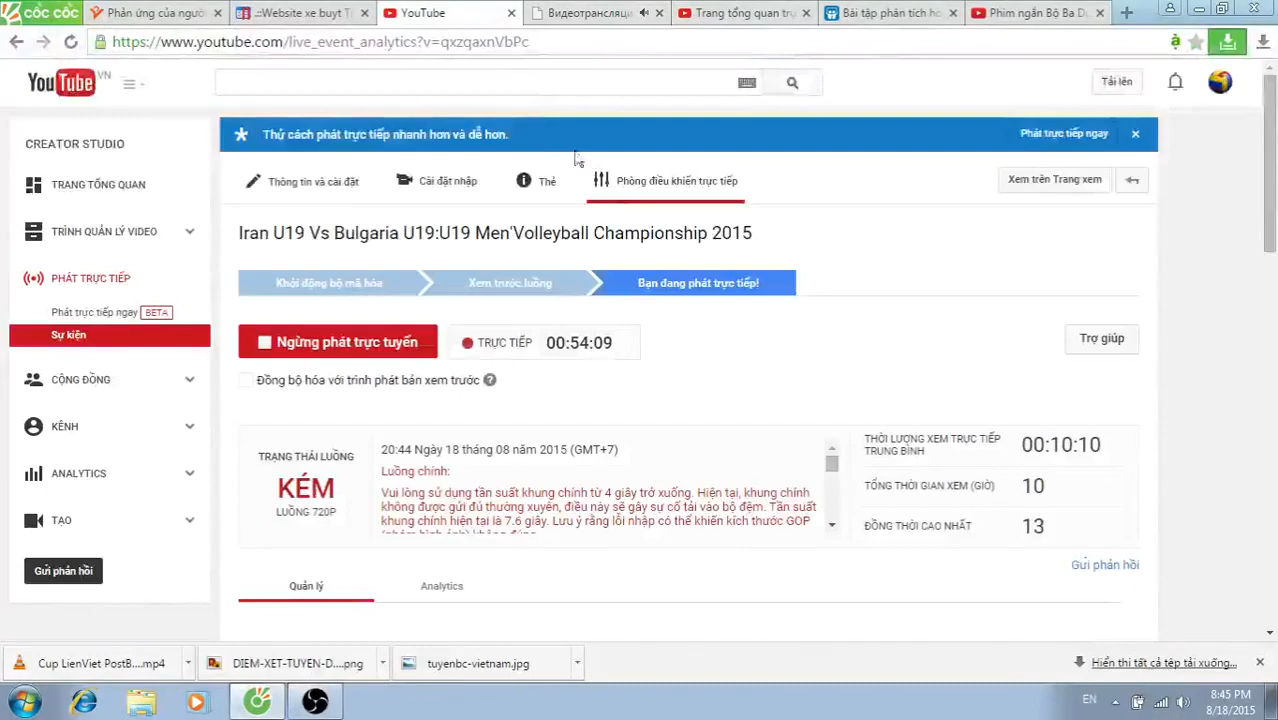 cốc cốc
Phản ứng của ngườ
.::Website xe buyt T
YouTube
Видеотрансляци
Trang tổng quan trự
Bài tập phân tích h
Phim ngắn Bộ Ba D
https://www.youtube.com/live_event_analytics?v=qxzqaxnVbPc
YouTube VN
Tải lên
CREATOR STUDIO
TRANG TỔNG QUAN
TRÌNH QUẢN LÝ VIDEO
PHÁT TRỰC TIẾP
Phát trực tiếp ngay BETA
Sự kiện
CỘNG ĐỒNG
KÊNH
ANALYTICS
TẠO
Gửi phản hồi
Thử cách phát trực tiếp nhanh hơn và dễ hơn.
Phát trực tiếp ngay
Thông tin và cài đặt
Cài đặt nhập
Thẻ
Phòng điều khiển trực tiếp
Xem trên Trang xem
Iran U19 Vs Bulgaria U19:U19 Men'Volleyball Championship 2015
Khởi động bộ mã hóa
Xem trước luồng
Bạn đang phát trực tiếp!
Ngừng phát trực tuyến
TRỰC TIẾP 00:54:09
Trợ giúp
Đồng bộ hóa với trình phát bản xem trước
TRẠNG THÁI LUỒNG
KÉM
LUỒNG 720P
20:44 Ngày 18 tháng 08 năm 2015 (GMT+7)
Luồng chính:
Vui lòng sử dụng tần suất khung chính từ 4 giây trở xuống. Hiện tại, khung chính
không được gửi đủ thường xuyên, điều này sẽ gây sự cố tải vào bộ đệm. Tần suất
khung chính hiện tại là 7.6 giây. Lưu ý rằng lỗi nhập có thể khiến kích thước GOP
THỜI LƯỢNG XEM TRỰC TIẾP
TRUNG BÌNH
00:10:10
TỔNG THỜI GIAN XEM (GIỜ)
10
ĐỒNG THỜI CAO NHẤT
13
Gửi phản hồi
Quản lý
Analytics
Cup LienViet PostB....mp4
DIEM-XET-TUYEN-D....png
tuyenbc-vietnam.jpg
Hiển thị tất cả tệp tải xuống...
EN
8:45 PM
8/18/2015